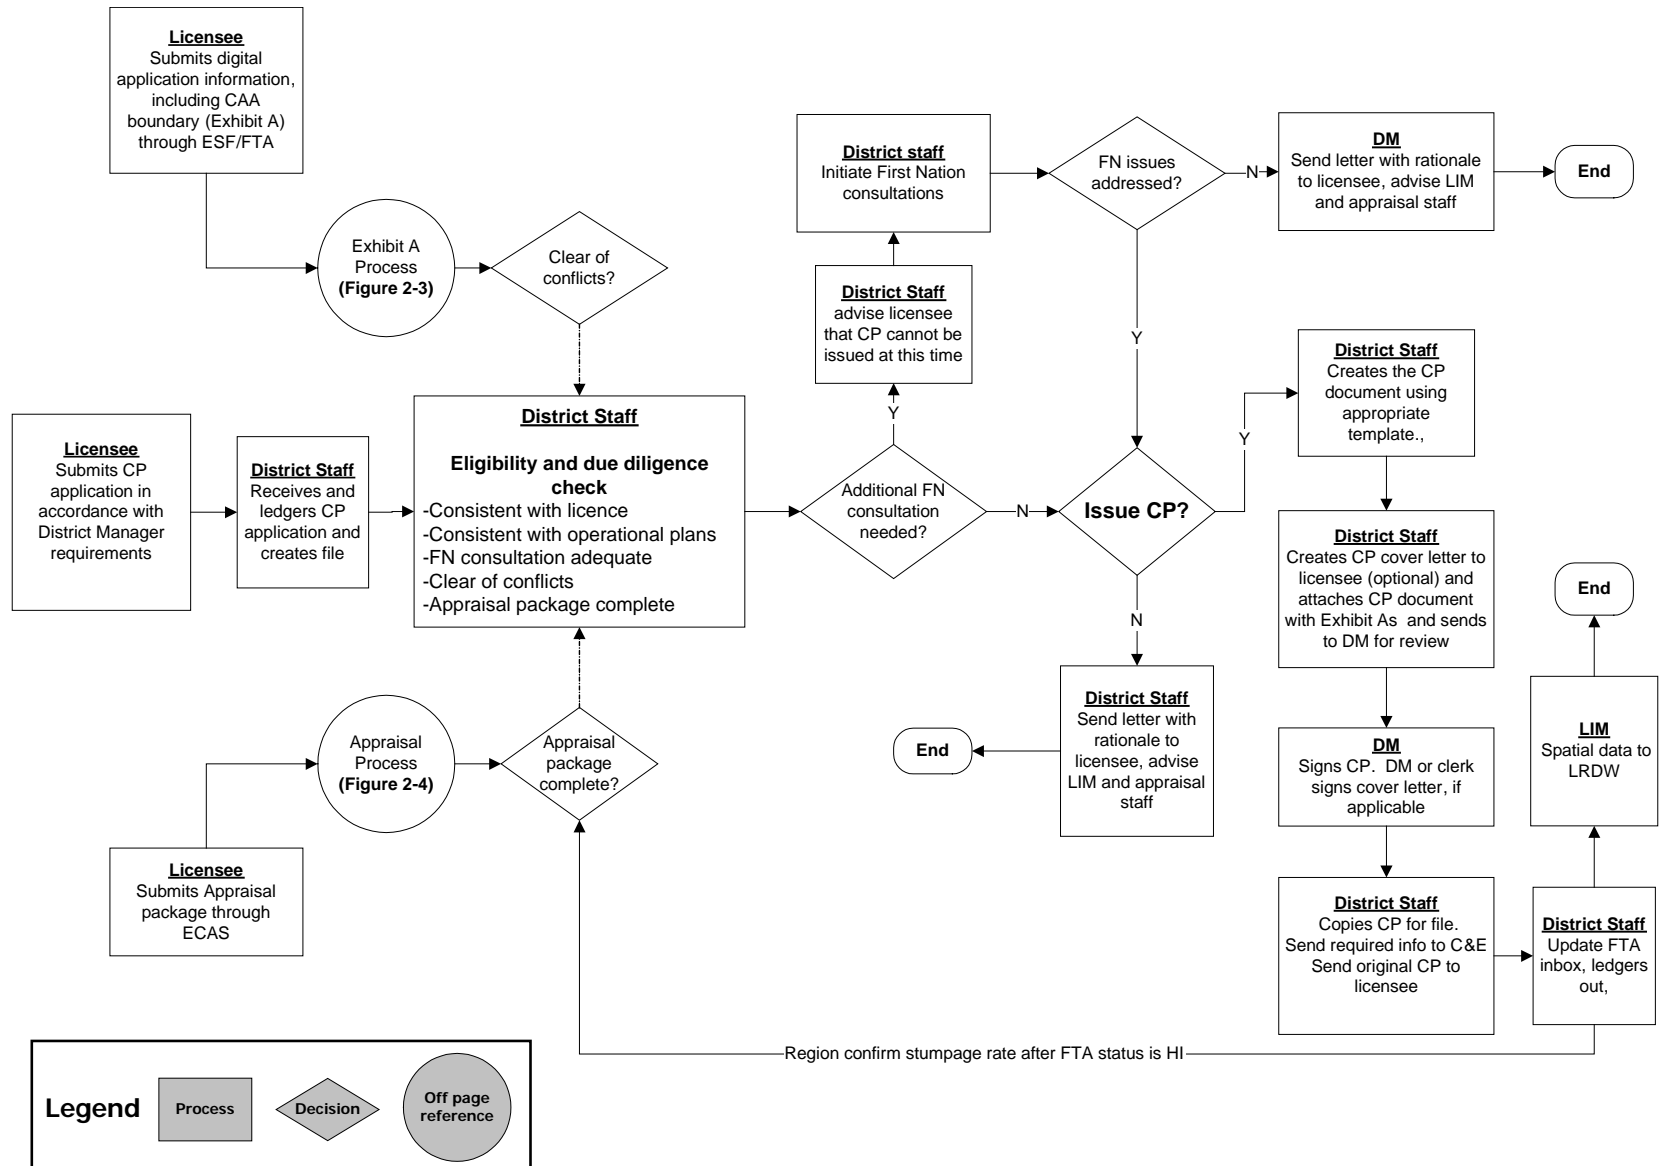 Licensee
Submits digital
application information,
including CAA
boundary (Exhibit A)
through ESF/FTA
Exhibit A
Process
(Figure 2-3)
Clear of
conflicts?
Licensee
Submits CP
application in
accordance with
District Manager
requirements
District Staff
Receives and
ledgers CP
application and
creates file
District Staff
Eligibility and due diligence
check
-Consistent with licence
-Consistent with operational plans
-FN consultation adequate
-Clear of conflicts
-Appraisal package complete
Licensee
Submits Appraisal
package through
ECAS
Appraisal
Process
(Figure 2-4)
Appraisal
package
complete?
Additional FN
consultation
needed?
Y
N
District Staff
advise licensee
that CP cannot be
issued at this time
District staff
Initiate First Nation
consultations
FN issues
addressed?
N
Y
DM
Send letter with rationale
to licensee, advise LIM
and appraisal staff
End
Issue CP?
N
Y
District Staff
Send letter with
rationale to
licensee, advise
LIM and appraisal
staff
End
District Staff
Creates the CP
document using
appropriate
template.,
District Staff
Creates CP cover letter to
licensee (optional) and
attaches CP document
with Exhibit As  and sends
to DM for review
DM
Signs CP.  DM or clerk
signs cover letter, if
applicable
District Staff
Copies CP for file.
Send required info to C&E
Send original CP to
licensee
District Staff
Update FTA
inbox, ledgers
out,
LIM
Spatial data to
LRDW
End
Region confirm stumpage rate after FTA status is HI
Legend
Process
Decision
Off page
reference